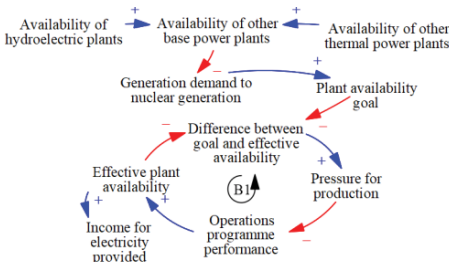 Availability of
hydroelectric plants
+
Availability of other
base power plants
+
Availability of other
thermal power plants
−
Generation demand to
nuclear generation
+
Plant availability
goal
−
−
Difference between
goal and effective
availability
+
Effective plant
availability
B1
Pressure for
production
+
+
Income for
electricity
provided
Operations
programme
performance
−